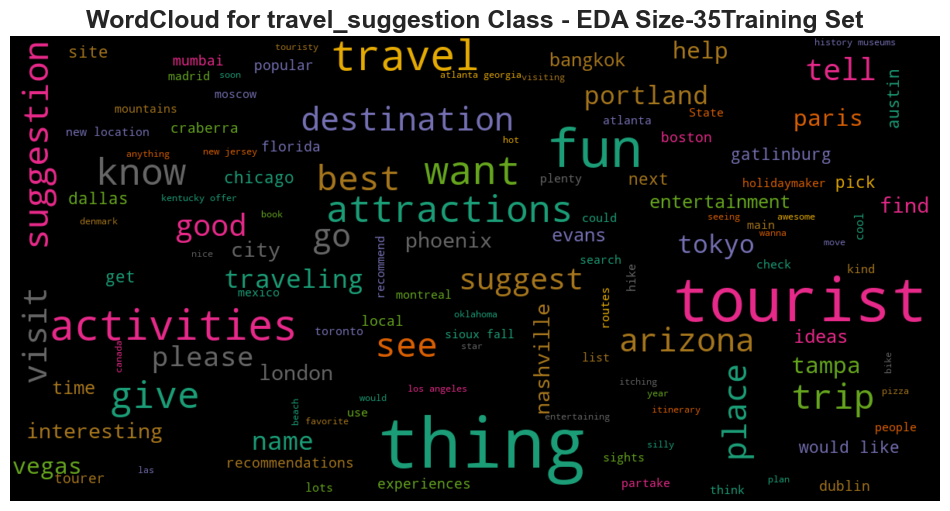 WordCloud for travel_suggestion Class - EDA Size-35Training Set
suggestion
site
mumbai
madrid
soon
touristy
popular
travel
atlanta georgia
visiting
bangkok
help
history museums
tell
austin
mountains
moscow
new location
craberra
florida
destination
hot
fun
portland
atlanta
State
boston
paris
gatlinburg
anything
new jersey
know
chicago
best
want
plenty
next
holidaymaker
pick
dallas
kentucky offer
denmark
book
good
nice
attractions
go
could
entertainment
seeing
awesome
main
wanna
cool
find
city
phoenix
evans
tokyo
move
recommend
search
check
kind
get
traveling
mexico
suggest
hike
montreal
routes
tourist
visit
activities
toronto
local
oklahoma
sioux fall
star
see
nashville
arizona
ideas
canada
please
london
list
tampa
bike
time
give
los angeles
itching
year
place
trip
pizza
beach
would
use
favorite
entertaining
itinerary
people
interesting
name
thing
silly
would like
vegas
tourer
las
recommendations
lots
experiences
sights
partake
think
plan
dublin